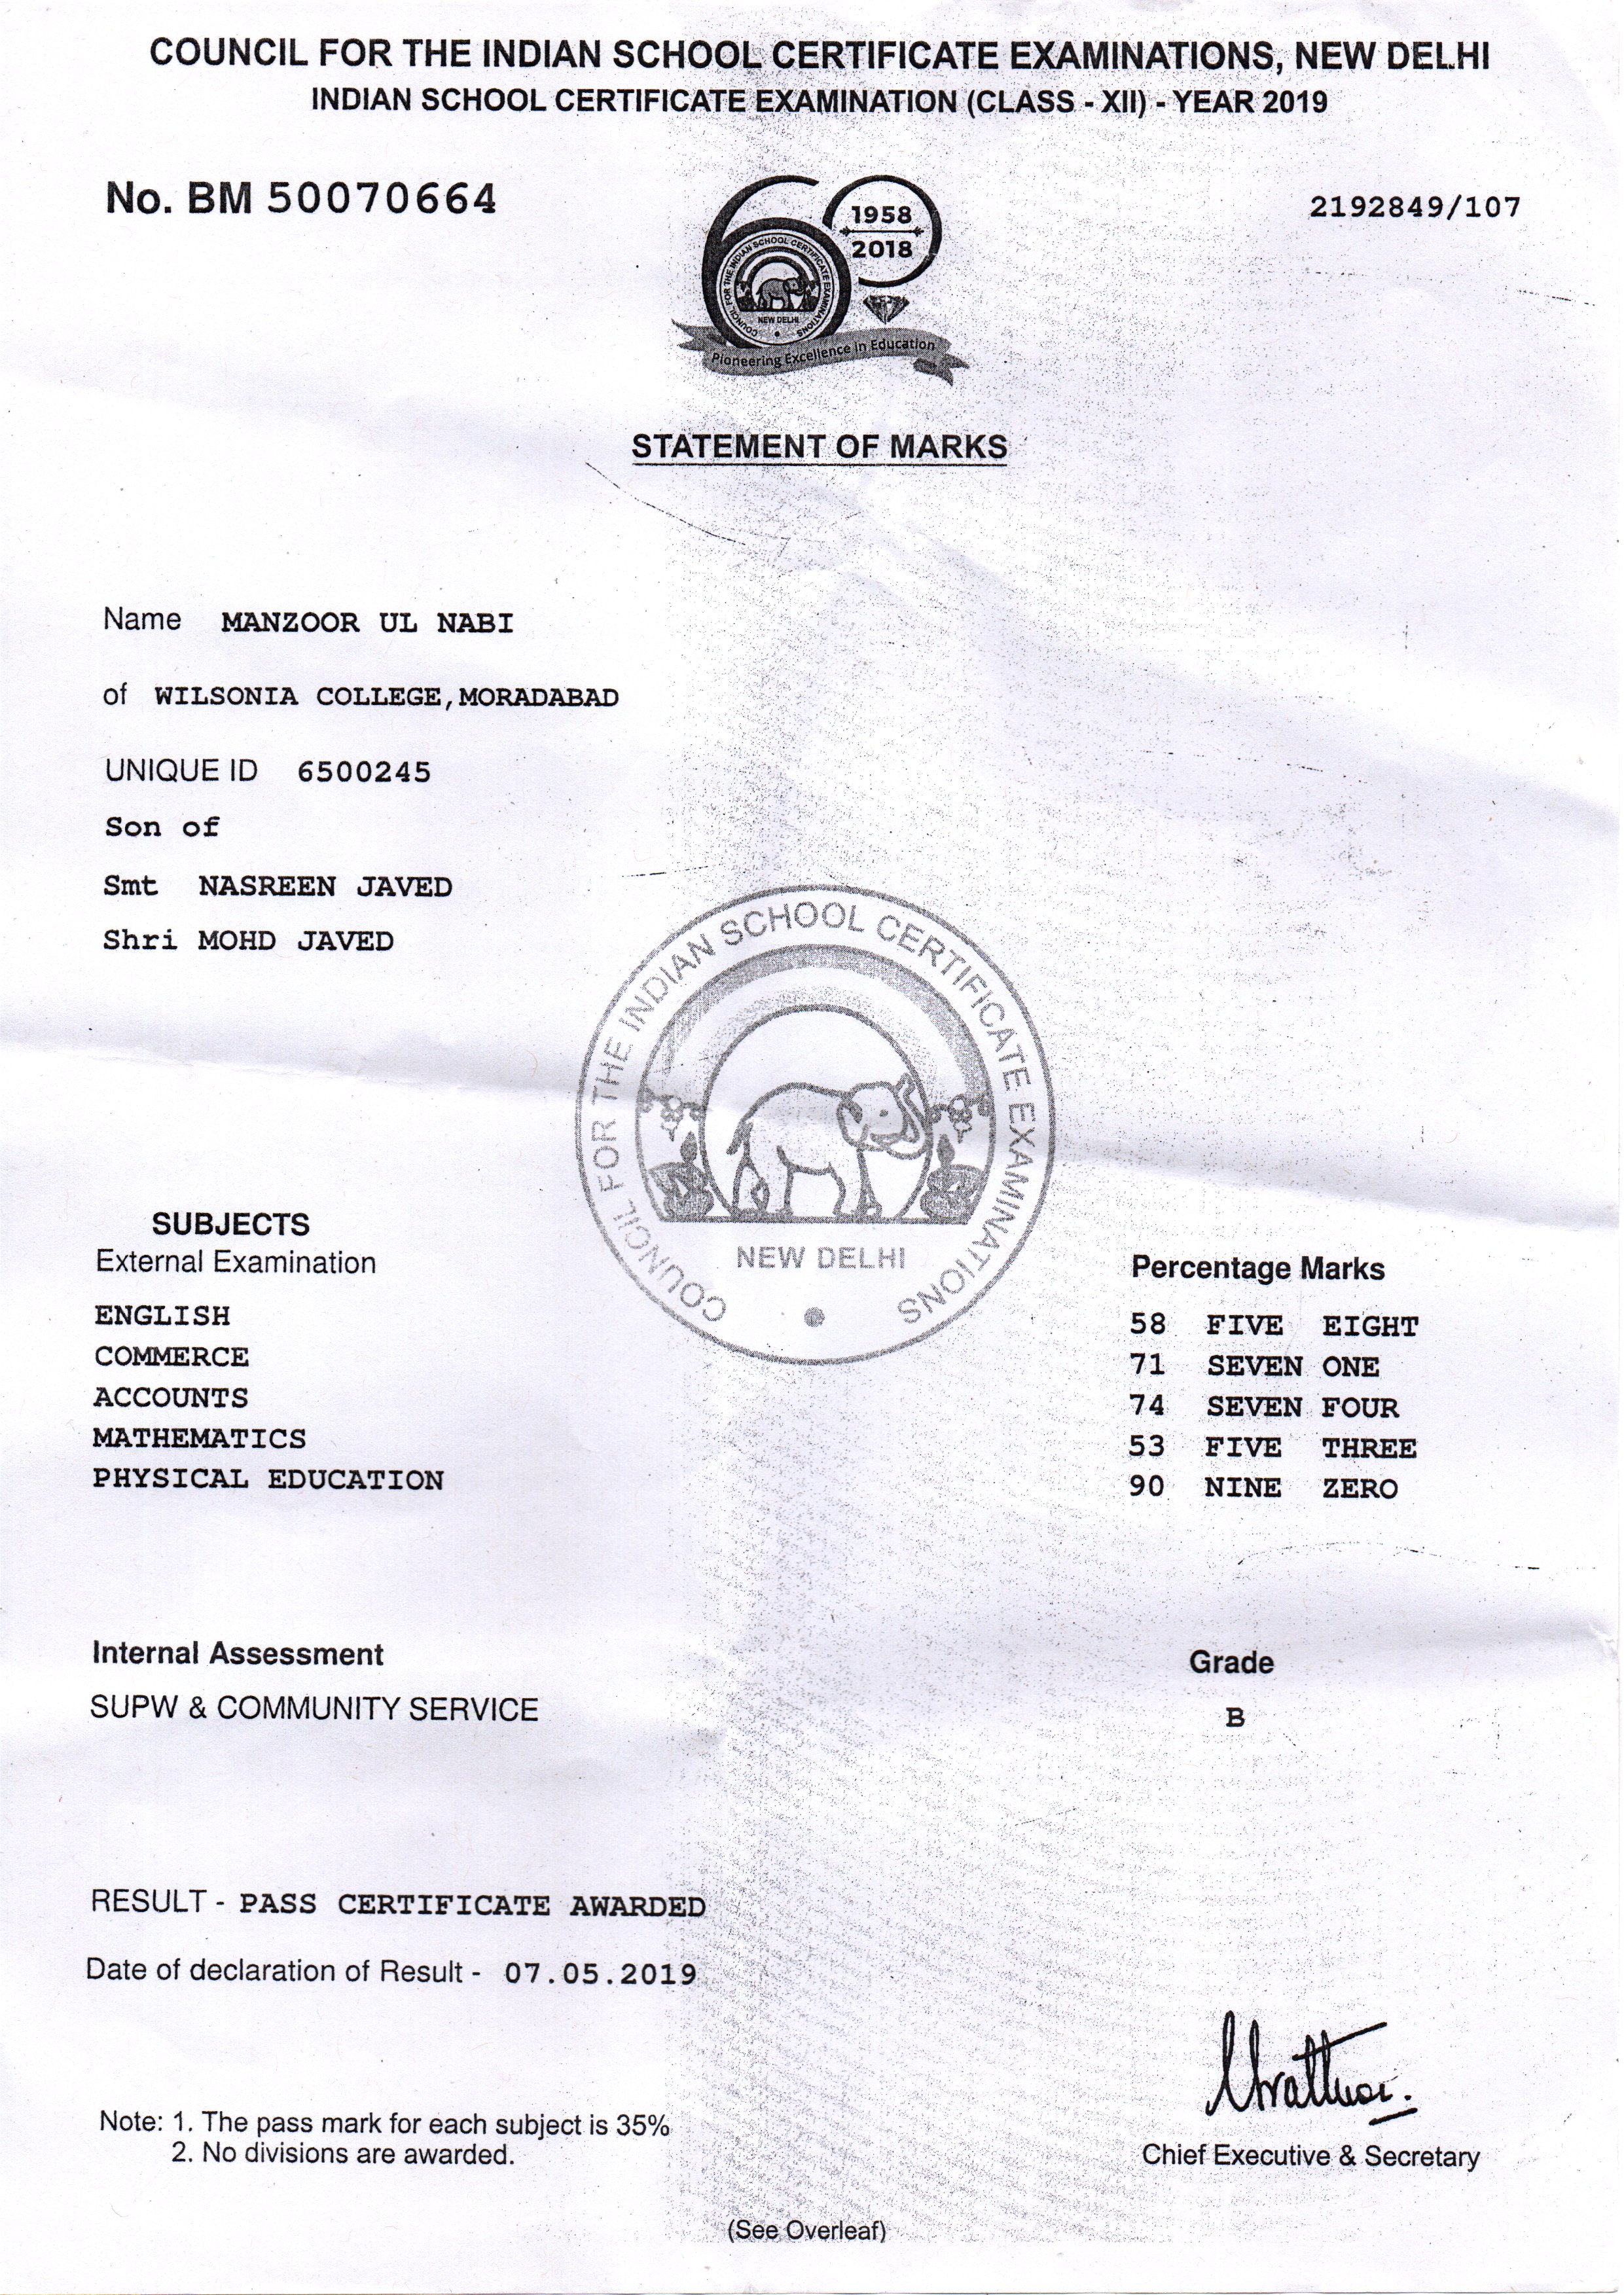 COUNCIL FOR THE INDIAN SCHOOL CERTIFICATE EXAMINATIONS, NEW DELHI
INDIAN SCHOOL CERTIFICATE EXAMINATION (CLASS - XII) - YEAR 2019
No. BM 50070664
2192849/107
1958
2018
COUNCIL FOR THE INDIAN SCHOOL CERTIFICATE EXAMINATIONS
NEW DELHI
Pioneering Excellence in Education
STATEMENT OF MARKS
Name MANZOOR UL NABI
of WILSONIA COLLEGE,MORADABAD
UNIQUE ID 6500245
Son of
Smt NASREEN JAVED
Shri MOHD JAVED
COUNCIL FOR THE INDIAN SCHOOL CERTIFICATE EXAMINATIONS
NEW DELHI
SUBJECTS
External Examination Percentage Marks
ENGLISH 58 FIVE EIGHT
COMMERCE 71 SEVEN ONE
ACCOUNTS 74 SEVEN FOUR
MATHEMATICS 53 FIVE THREE
PHYSICAL EDUCATION 90 NINE ZERO
Internal Assessment Grade
SUPW & COMMUNITY SERVICE B
RESULT - PASS CERTIFICATE AWARDED
Date of declaration of Result - 07.05.2019
Note: 1. The pass mark for each subject is 35%
2. No divisions are awarded.
Chief Executive & Secretary
(See Overleaf)